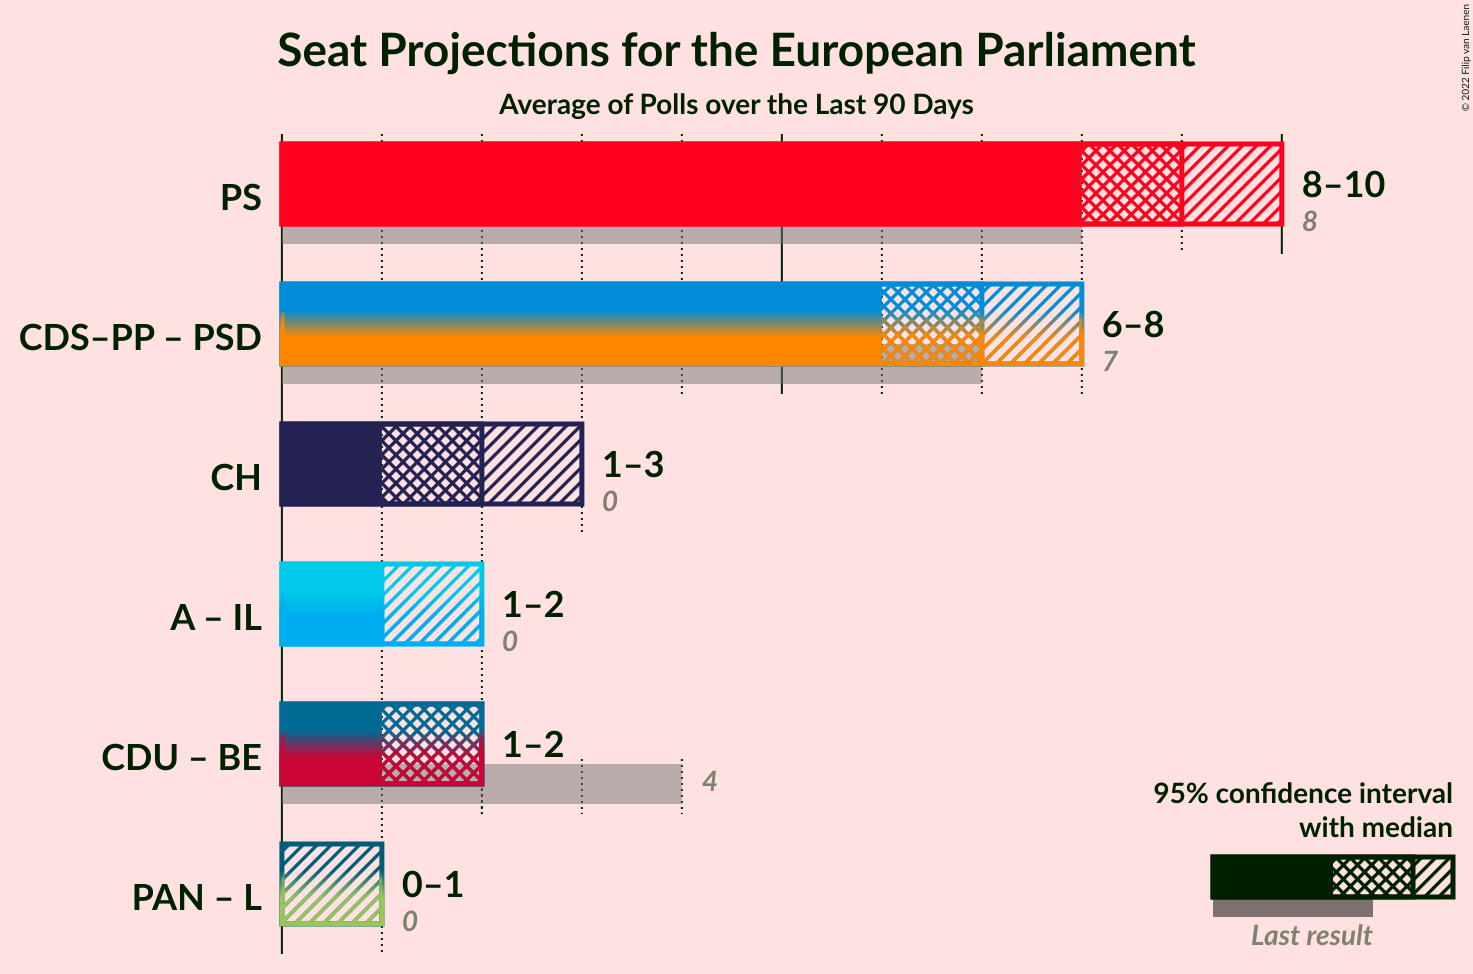 Seat Projections for the European Parliament
Average of Polls over the Last 90 Days
© 2022 Filip van Laenen
PS
8–10
8
CDS–PP – PSD
6–8
7
CH
1–3
0
A – IL
1–2
0
CDU – BE
1–2
4
PAN – L
0–1
0
95% confidence interval
with median
Last result